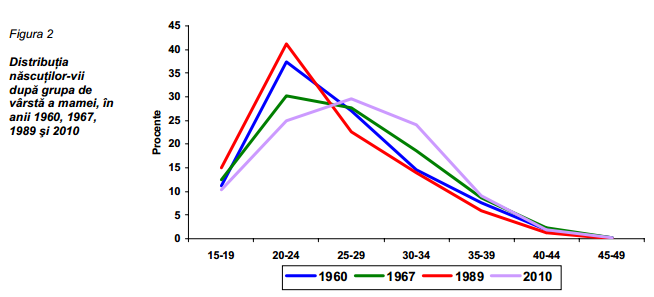 Figura 2
Distribuția
născuților-vii
după grupa de
vârstă a mamei, în
anii 1960, 1967,
1989 și 2010
Procente
45
40
35
30
25
20
15
10
5
0
15-19 20-24 25-29 30-34 35-39 40-44 45-49
1960 1967 1989 2010